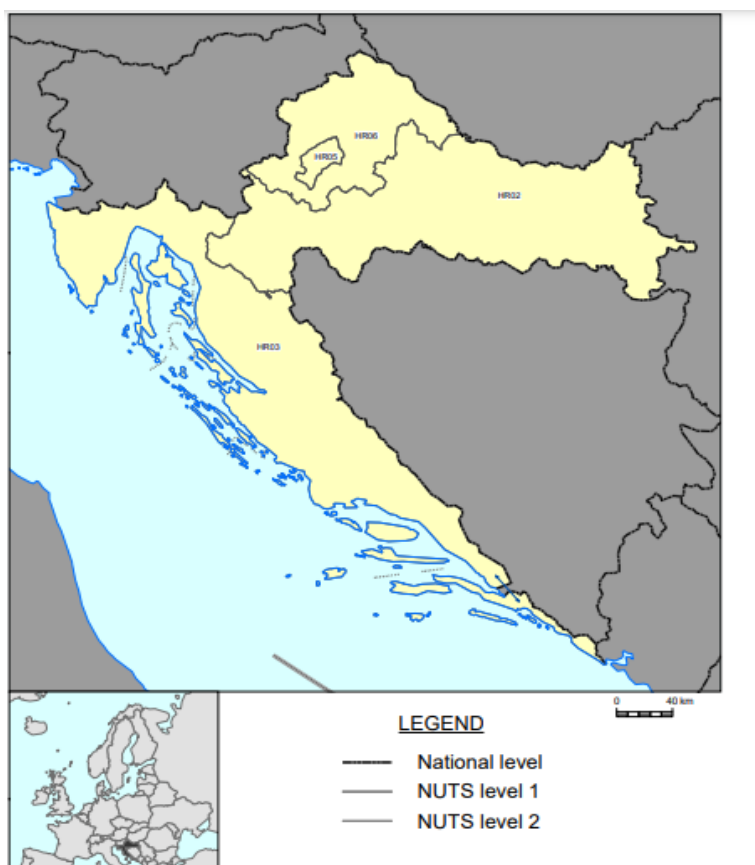 HR06
HR05
HR02
HR03
0 40 km
LEGEND
National level
NUTS level 1
NUTS level 2